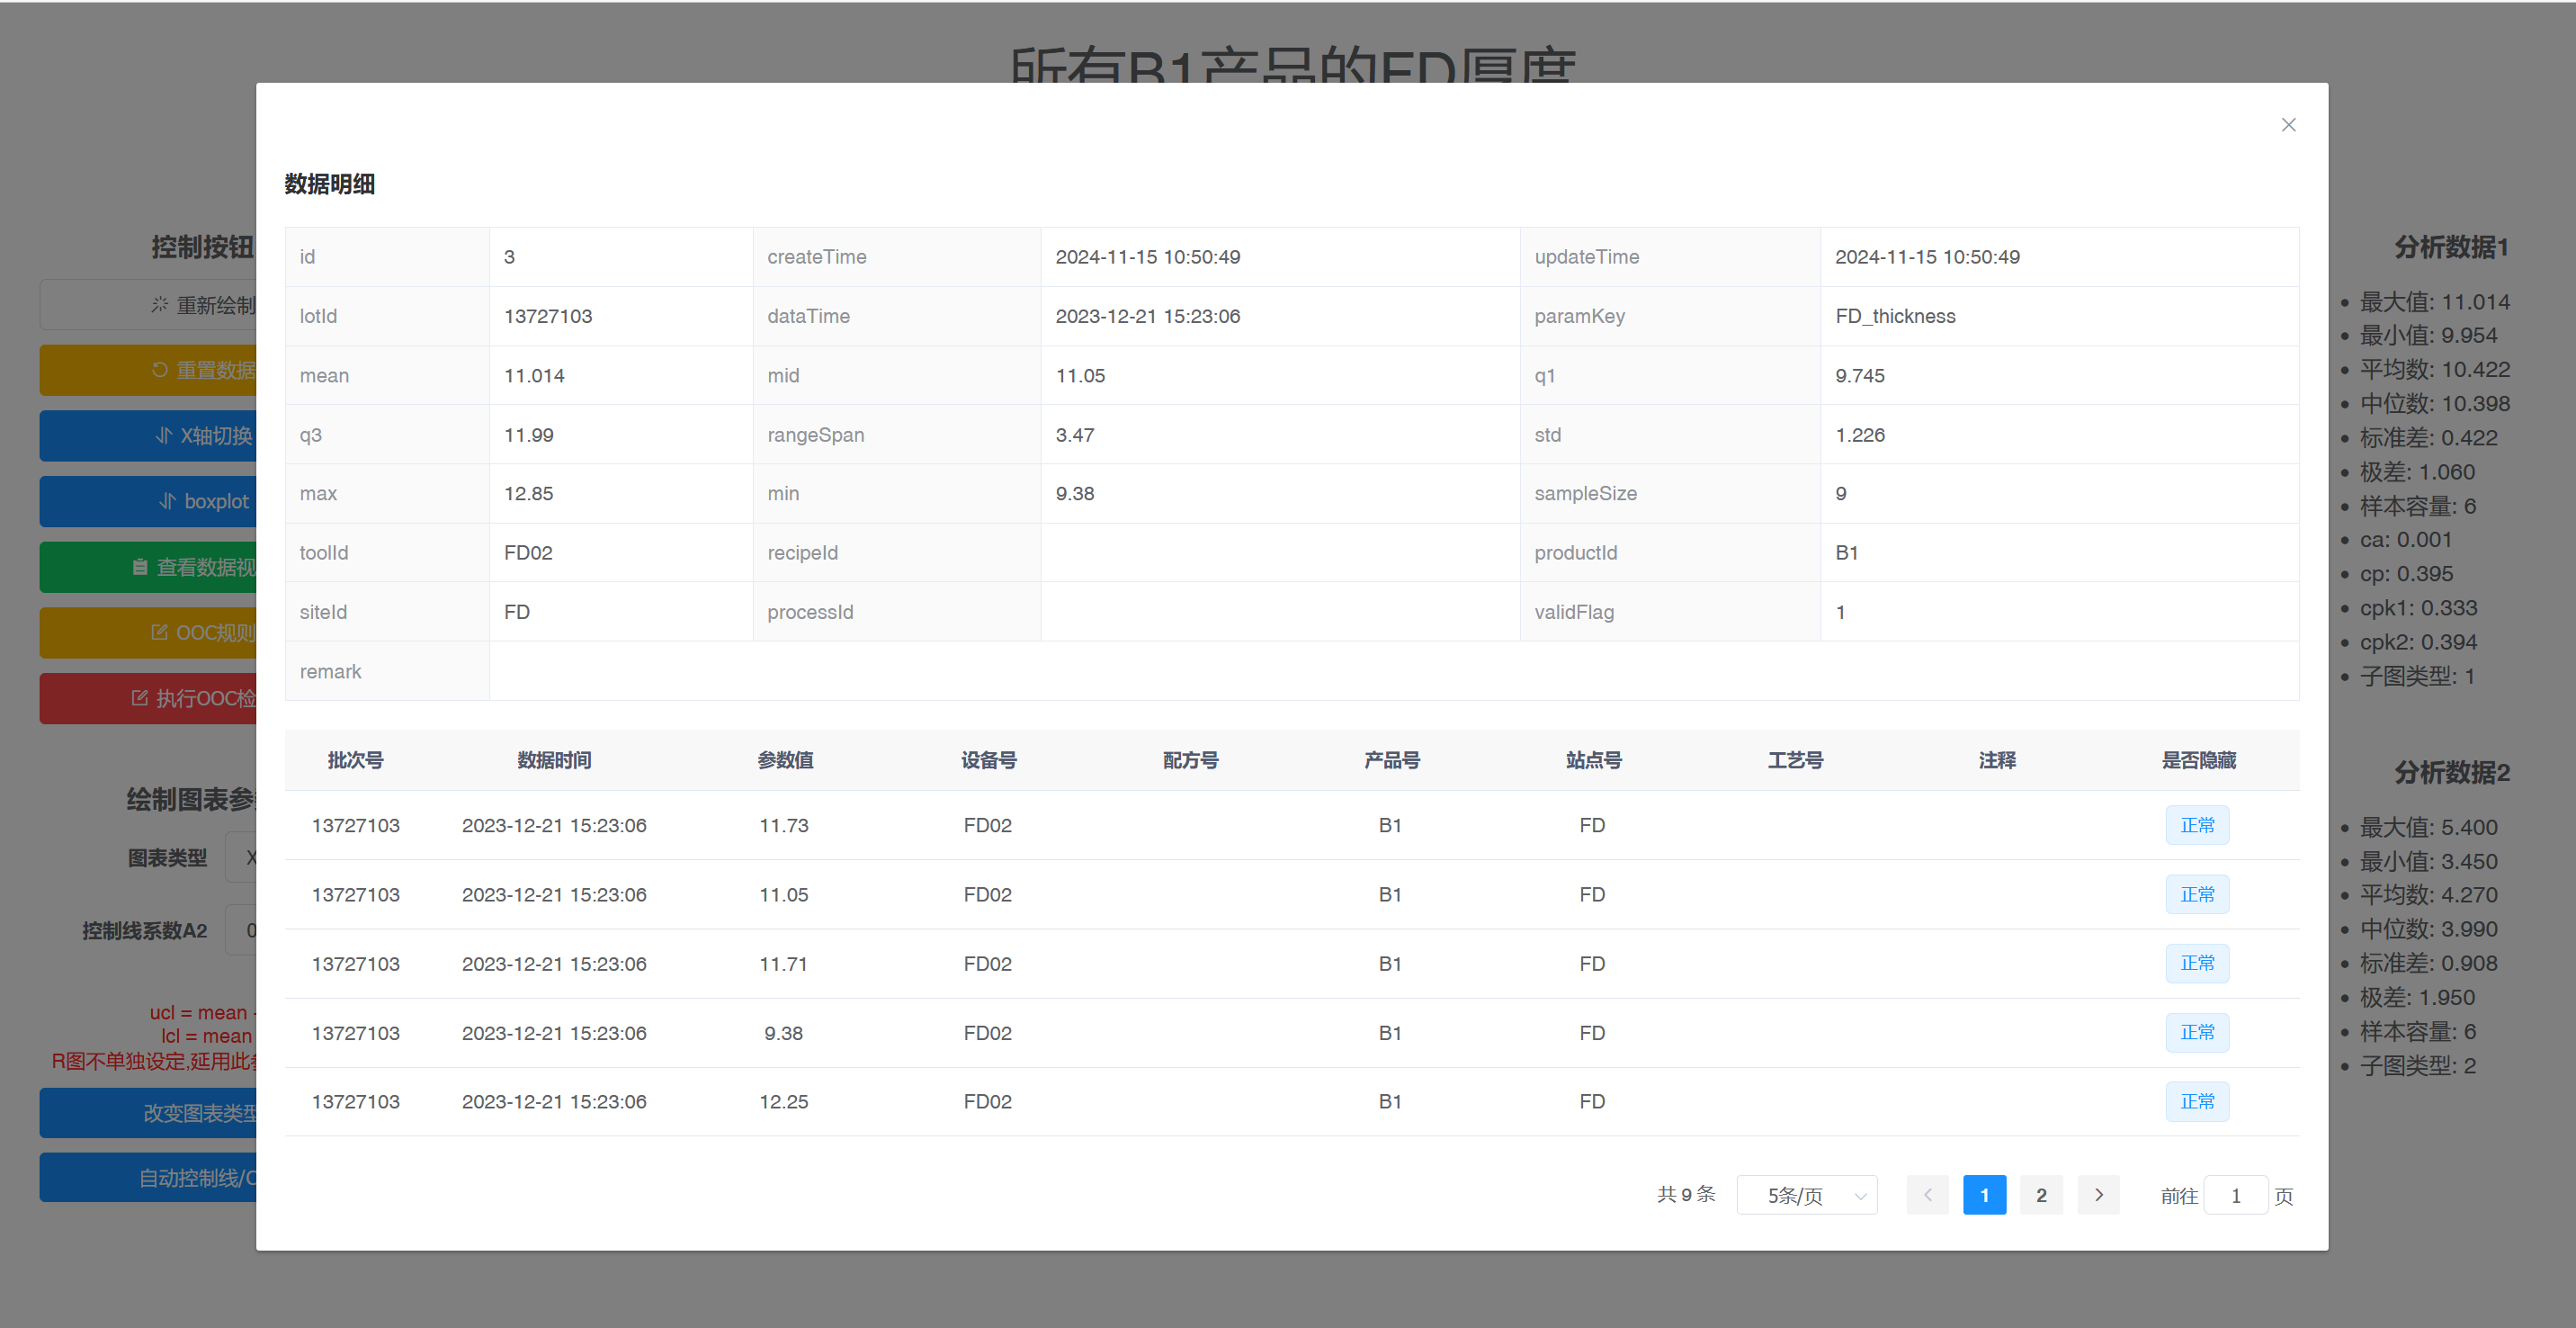 所有B1产品的FD厚度
数据明细
id 3 createTime 2024-11-15 10:50:49 updateTime 2024-11-15 10:50:49
lotId 13727103 dataTime 2023-12-21 15:23:06 paramKey FD_thickness
mean 11.014 mid 11.05 q1 9.745
q3 11.99 rangeSpan 3.47 std 1.226
max 12.85 min 9.38 sampleSize 9
toolId FD02 recipeId productId B1
siteId FD processId validFlag 1
remark
批次号 数据时间 参数值 设备号 配方号 产品号 站点号 工艺号 注释 是否隐藏
13727103 2023-12-21 15:23:06 11.73 FD02 B1 FD 正常
13727103 2023-12-21 15:23:06 11.05 FD02 B1 FD 正常
13727103 2023-12-21 15:23:06 11.71 FD02 B1 FD 正常
13727103 2023-12-21 15:23:06 9.38 FD02 B1 FD 正常
13727103 2023-12-21 15:23:06 12.25 FD02 B1 FD 正常
共 9 条 5条/页 1 2 前往 1 页
控制按钮
重新绘制
重置数据
X轴切换
boxplot
查看数据视
OOC规则
执行OOC检
绘制图表参
图表类型 X
控制线系数A2 0
ucl = mean
lcl = mean
R图不单独设定,延用此
改变图表类型
自动控制线/C
分析数据1
最大值: 11.014
最小值: 9.954
平均数: 10.422
中位数: 10.398
标准差: 0.422
极差: 1.060
样本容量: 6
ca: 0.001
cp: 0.395
cpk1: 0.333
cpk2: 0.394
子图类型: 1
分析数据2
最大值: 5.400
最小值: 3.450
平均数: 4.270
中位数: 3.990
标准差: 0.908
极差: 1.950
样本容量: 6
子图类型: 2